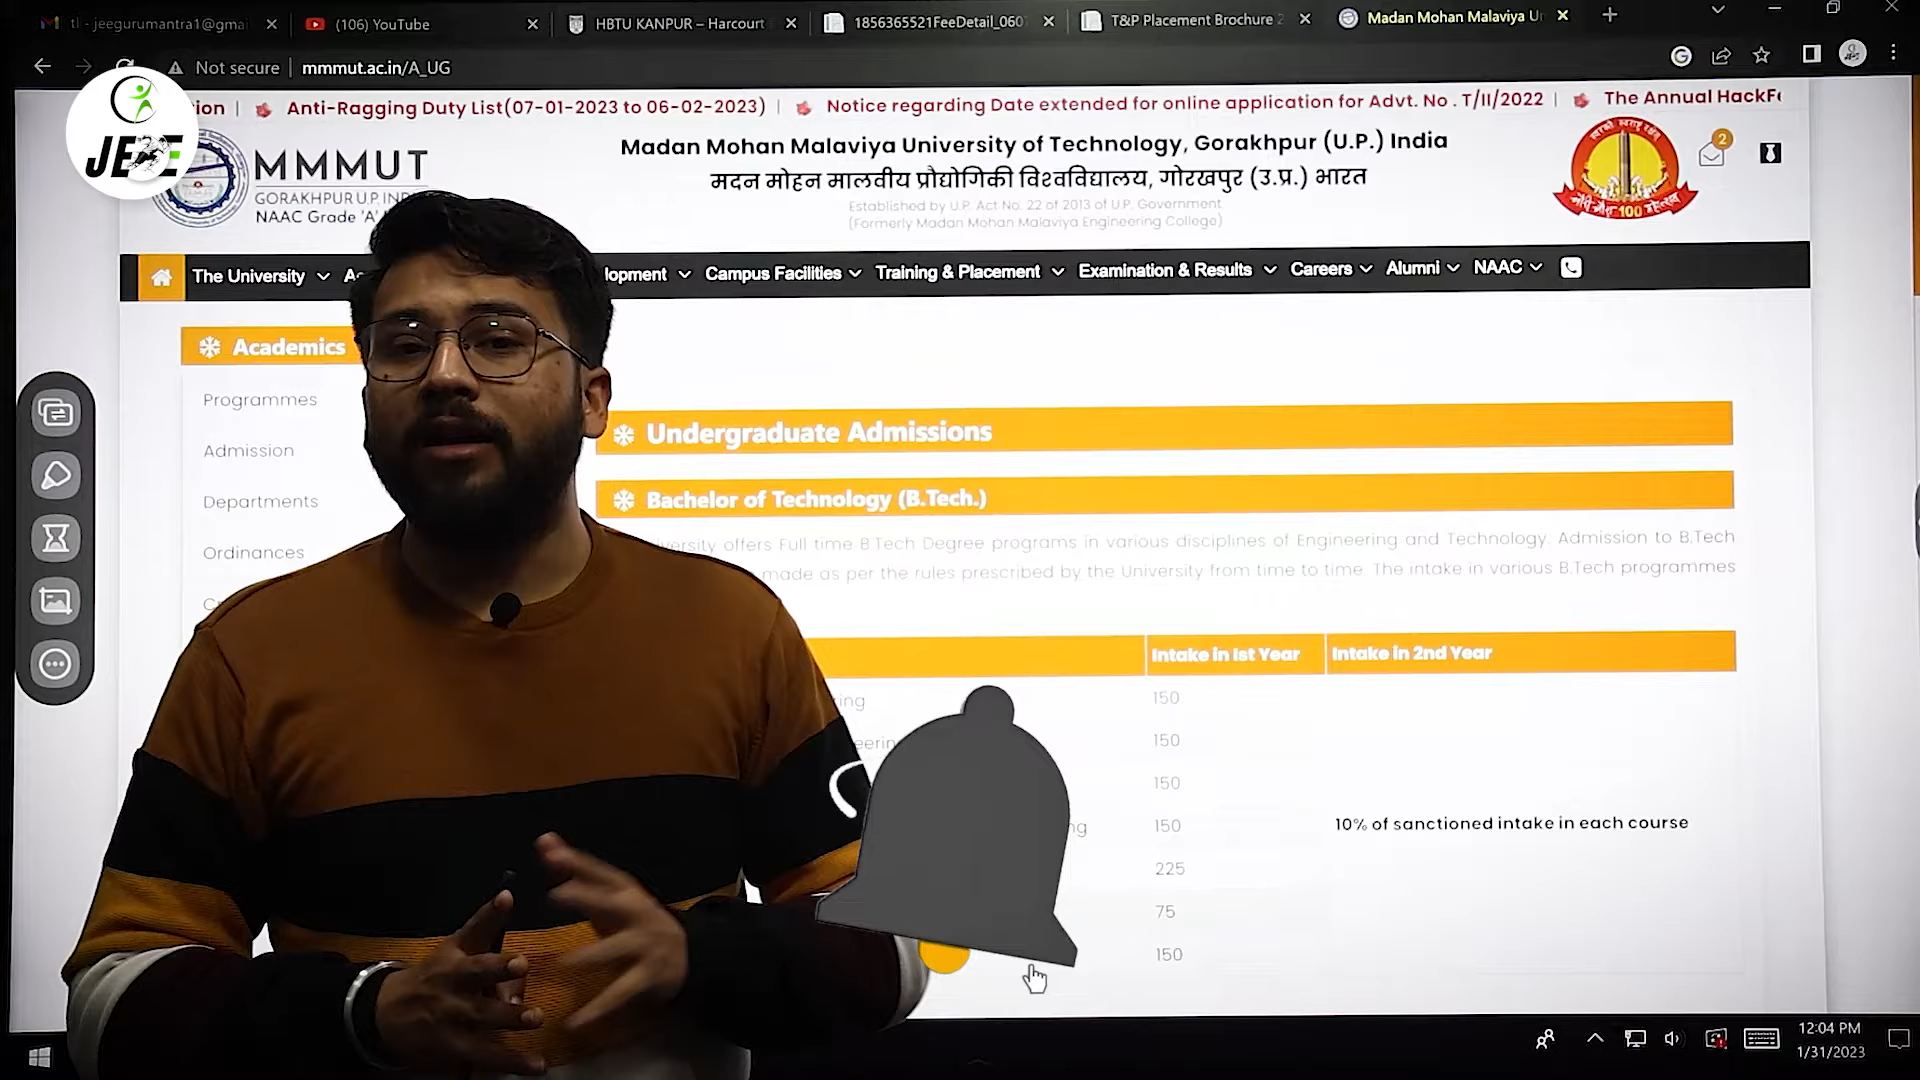 tl - jeegurumantra1@gmai
(106) YouTube
HBTU KANPUR – Harcourt
1856365521FeeDetail_060
T&P Placement Brochure 2
Madan Mohan Malaviya Un
Not secure | mmmut.ac.in/A_UG
ion | Anti-Ragging Duty List(07-01-2023 to 06-02-2023) | Notice regarding Date extended for online application for Advt. No . T/II/2022 | The Annual HackF
JEE
MMMUT
GORAKHPUR U.P, IN
NAAC Grade 'A'
Madan Mohan Malaviya University of Technology, Gorakhpur (U.P.) India
मदन मोहन मालवीय प्रौद्योगिकी विश्वविद्यालय, गोरखपुर (उ.प्र.) भारत
Established by U.P. Act No. 22 of 2013 of U.P. Government
(Formerly Madan Mohan Malaviya Engineering College)
100
2
The University Ac lopment Campus Facilities Training & Placement Examination & Results Careers Alumni NAAC
Academics
Programmes
Admission
Departments
Ordinances
Undergraduate Admissions
Bachelor of Technology (B.Tech.)
versity offers Full time B.Tech Degree programs in various disciplines of Engineering and Technology. Admission to B.Tech
made as per the rules prescribed by the University from time to time. The intake in various B.Tech programmes
Intake in Ist Year Intake in 2nd Year
ing 150
eerin 150
150
ng 150 10% of sanctioned intake in each course
225
75
150
12:04 PM
1/31/2023